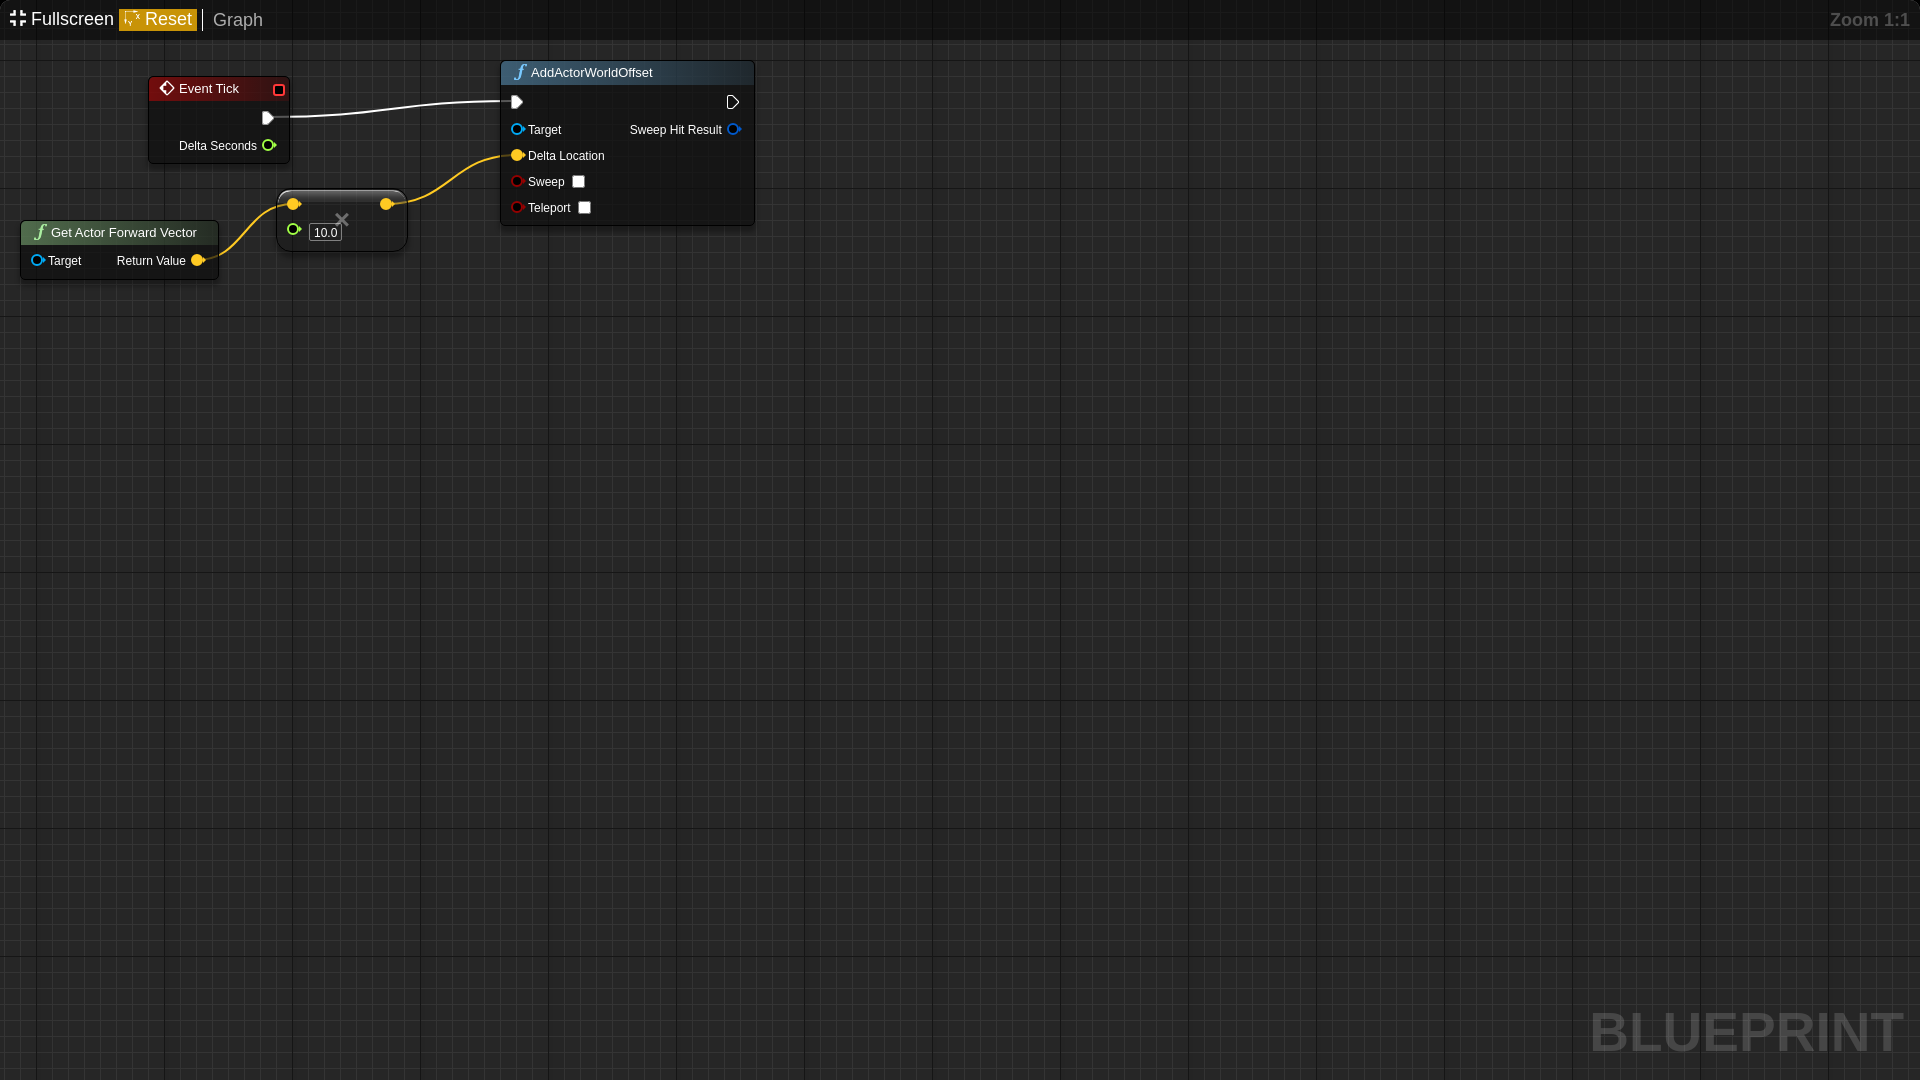 Fullscreen Reset Graph Zoom 1:1
Event Tick
Delta Seconds
AddActorWorldOffset
Target Sweep Hit Result
Delta Location
Sweep
Teleport
10.0
Get Actor Forward Vector
Target Return Value
BLUEPRINT